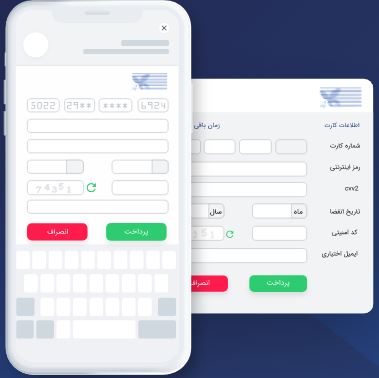 5022 29** **** 6924
74351
انصراف پرداخت
زمان باقی
اطلاعات کارت
شماره کارت
رمز اینترنتی
cvv2
تاریخ انقضا ماه سال
کد امنیتی 351
ایمیل اختیاری
پرداخت انصراف